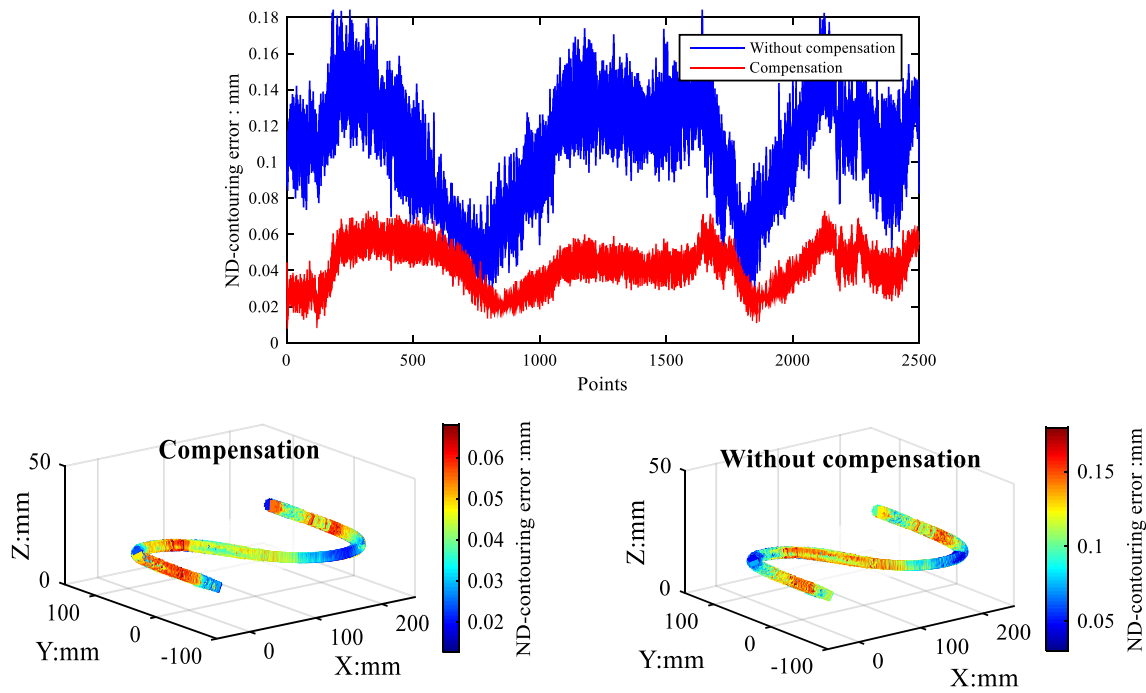 ND-contouring error : mm
0.18
0.16
0.14
0.12
0.1
0.08
0.06
0.04
0.02
0
Without compensation
Compensation
0
500
1000
1500
2000
2500
Points
Compensation
50
Z:mm
0
100
0
-100
Y:mm
0
100
200
X:mm
0.06
0.05
0.04
0.03
0.02
ND-contouring error :mm
Without compensation
50
Z:mm
0
100
0
-100
Y:mm
0
100
200
X:mm
0.15
0.1
0.05
ND-contouring error :mm